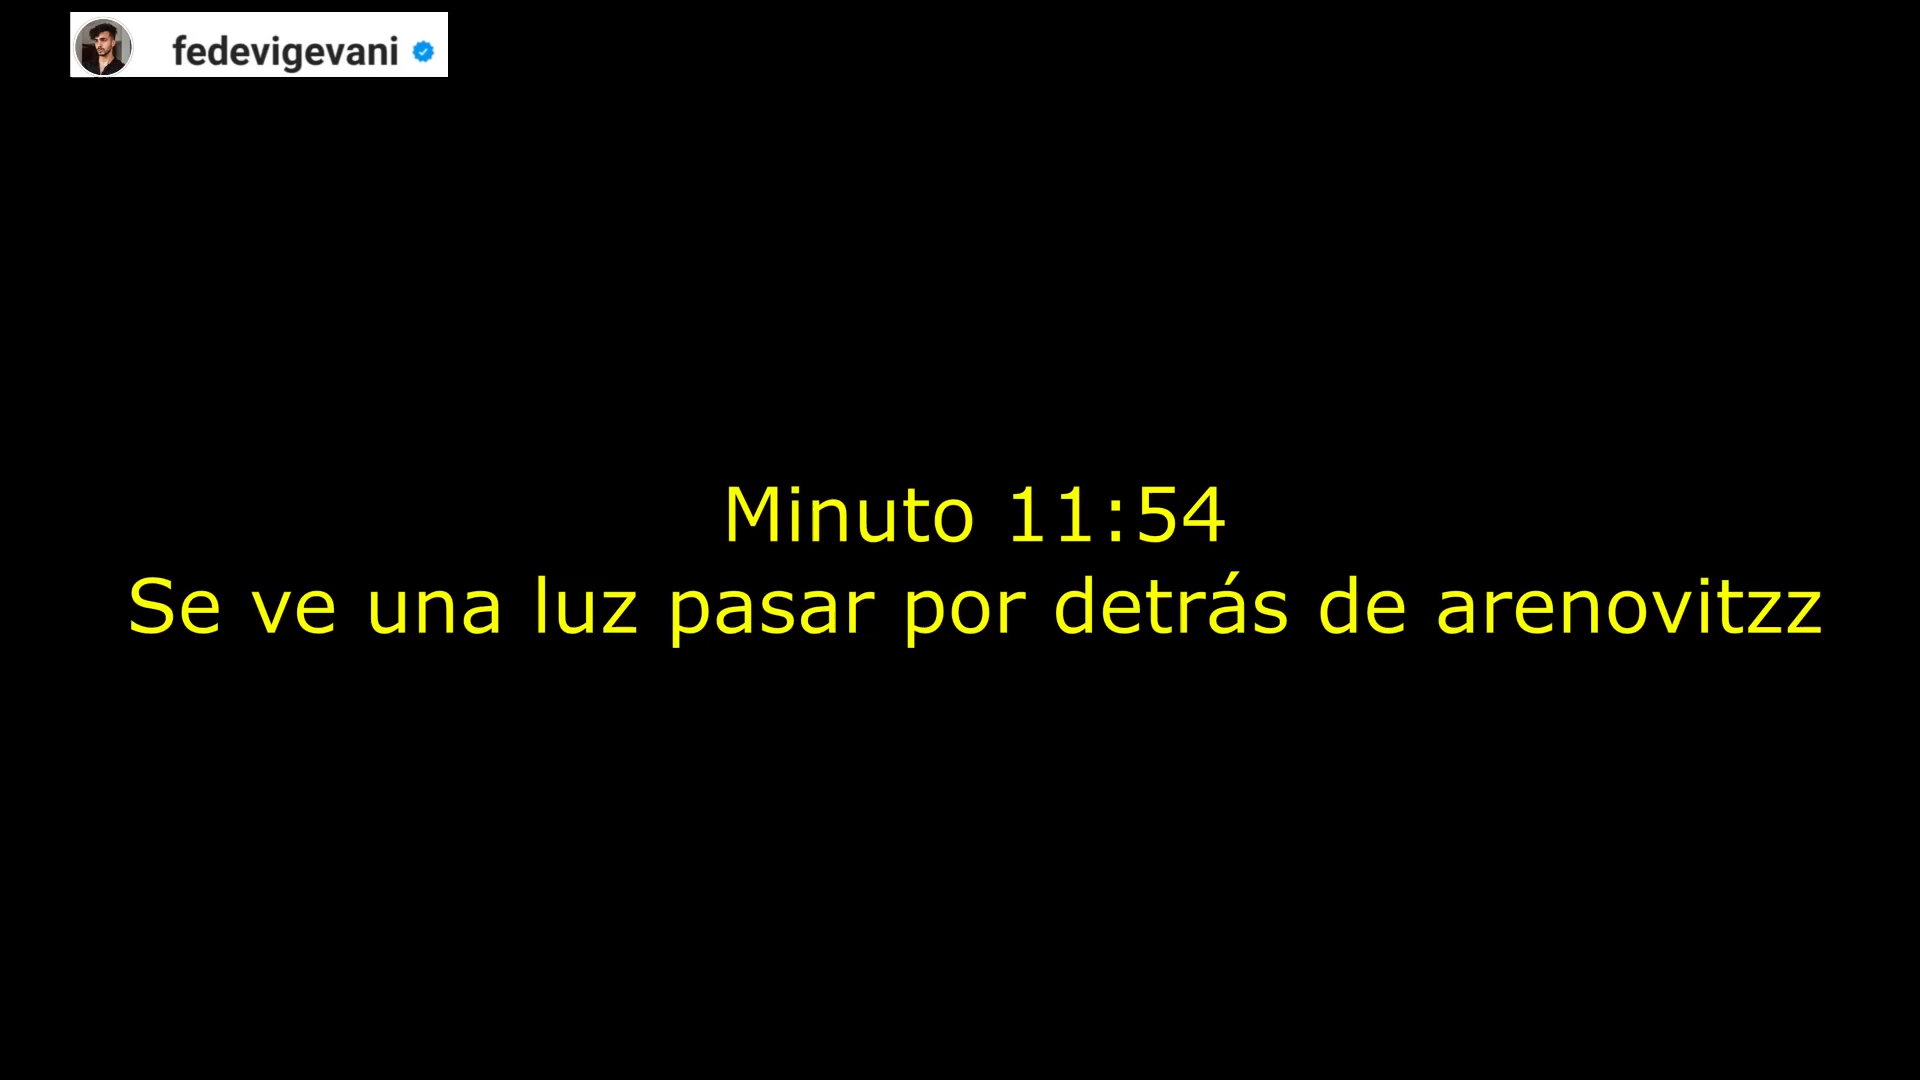 fedevigevani
Minuto 11:54
Se ve una luz pasar por detrás de arenovitzz